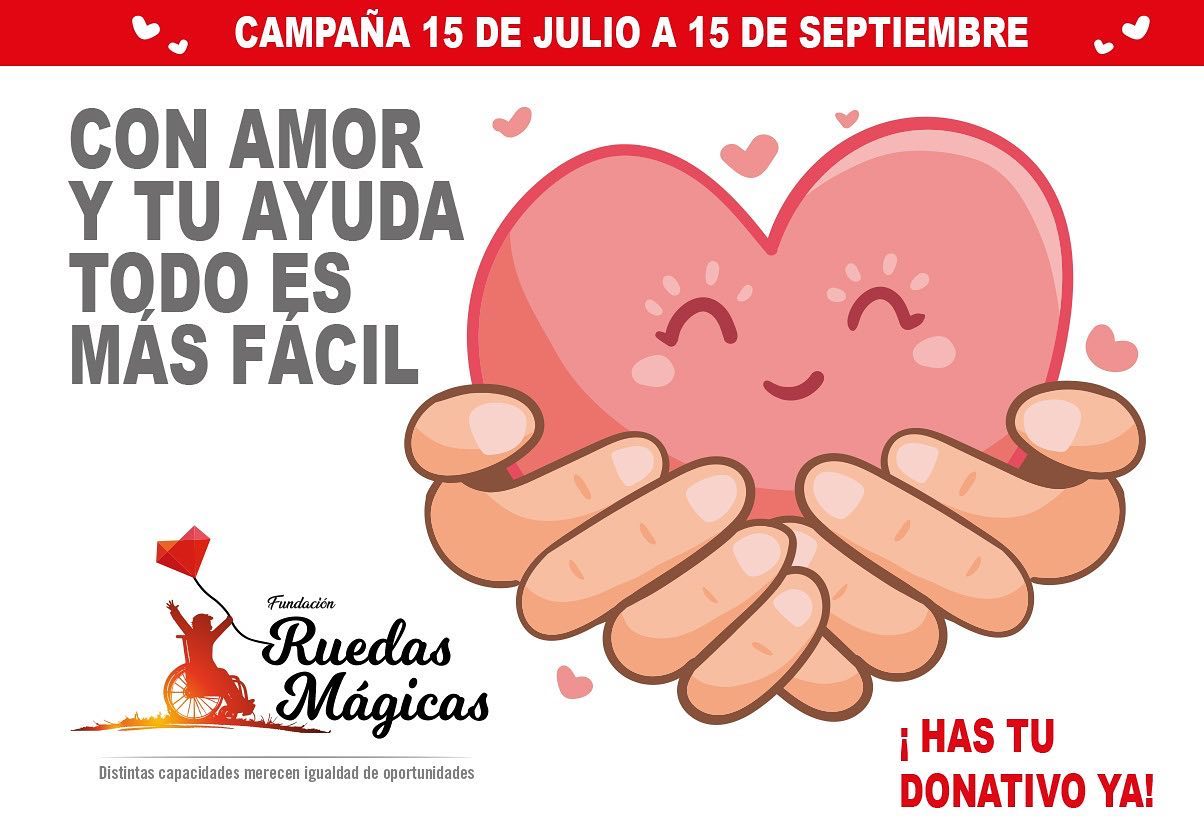 CAMPAÑA 15 DE JULIO A 15 DE SEPTIEMBRE
CON AMOR
Y TU AYUDA
TODO ES
MÁS FÁCIL
Fundación
Ruedas
Mágicas
Distintas capacidades merecen igualdad de oportunidades
¡ HAS TU
DONATIVO YA!